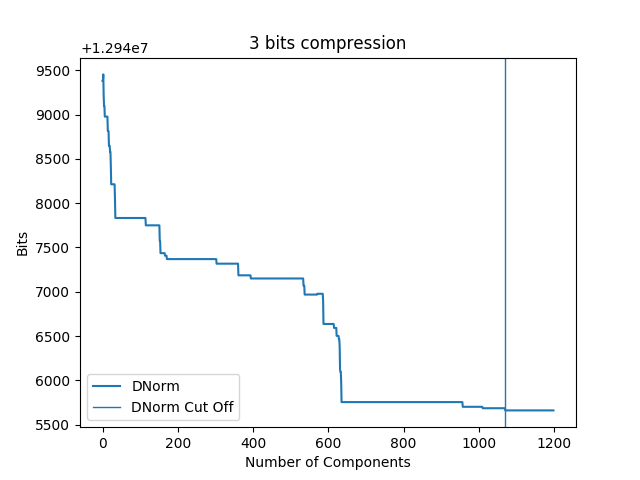 3 bits compression
+1.294e7
9500
9000
8500
8000
7500
7000
6500
6000
5500
Bits
DNorm
DNorm Cut Off
0 200 400 600 800 1000 1200
Number of Components